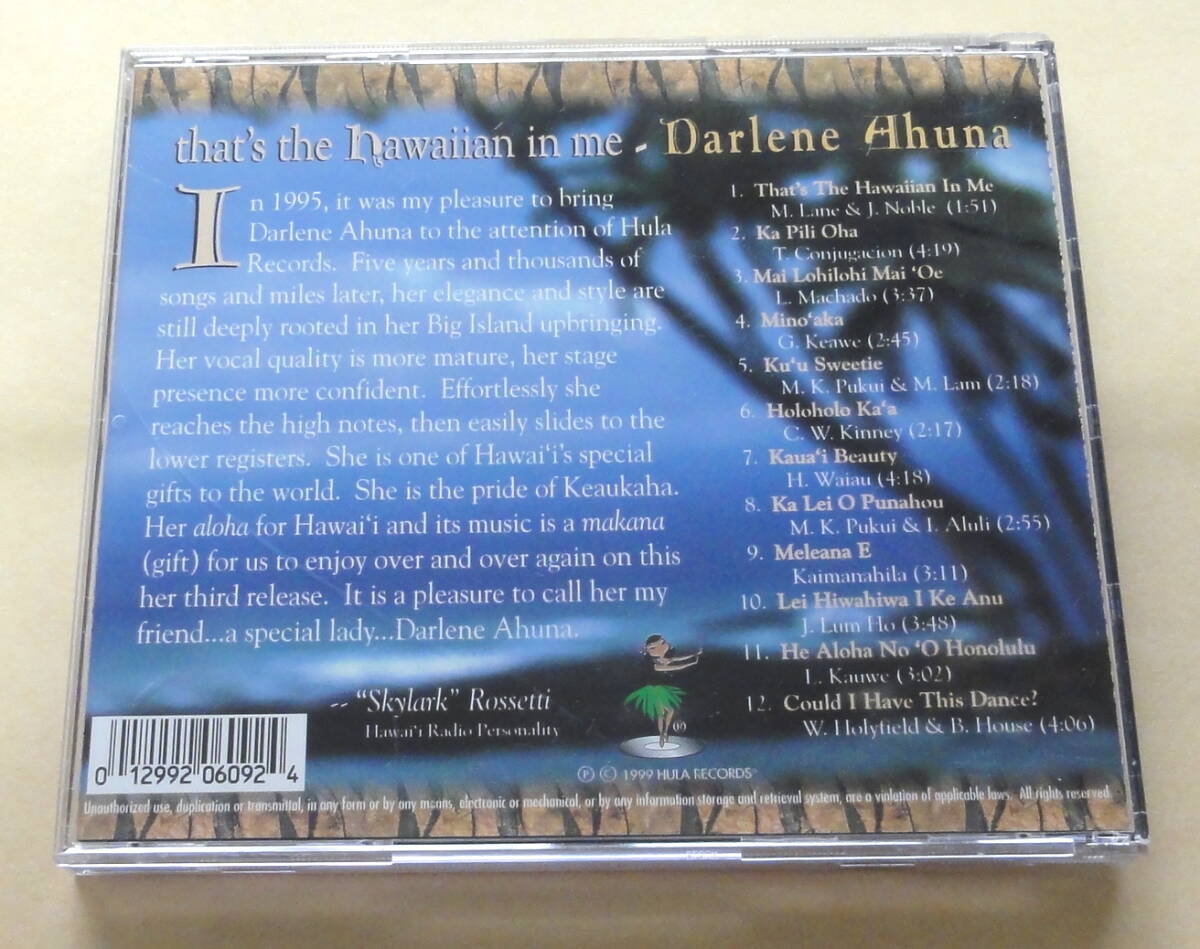 that's the Hawaiian in me - Darlene Ahuna
In 1995, it was my pleasure to bring
Darlene Ahuna to the attention of Hula
Records. Five years and thousands of
songs and miles later, her elegance and style are
still deeply rooted in her Big Island upbringing.
Her vocal quality is more mature, her stage
presence more confident. Effortlessly she
reaches the high notes, then easily slides to the
lower registers. She is one of Hawai‘i's special
gifts to the world. She is the pride of Keaukaha.
Her aloha for Hawai‘i and its music is a makana
(gift) for us to enjoy over and over again on this
her third release. It is a pleasure to call her my
friend...a special lady...Darlene Ahuna.
-- "Skylark" Rossetti
Hawai‘i Radio Personality
1. That's The Hawaiian In Me
M. Lane & J. Noble (1:51)
2. Ka Pili Oha
T. Conjugacion (4:19)
3. Mai Lohilohi Mai ‘Oe
L. Machado (3:37)
4. Mino‘aka
G. Keawe (2:45)
5. Ku‘u Sweetie
M. K. Pukui & M. Lam (2:18)
6. Holoholo Ka‘a
C. W. Kinney (2:17)
7. Kaua‘i Beauty
H. Waiau (4:18)
8. Ka Lei O Punahou
M. K. Pukui & I. Aluli (2:55)
9. Meleana E
Kaimanahila (3:11)
10. Lei Hiwahiwa I Ke Anu
J. Lum Ho (3:48)
11. He Aloha No ‘O Honolulu
L. Kauwe (3:02)
12. Could I Have This Dance?
W. Holyfield & B. House (4:06)
℗ © 1999 HULA RECORDS
0 12992 06092 4
Unauthorized use, duplication or transmittal, in any form or by any means, electronic or mechanical, or by any information storage and retrieval system, are a violation of applicable laws. All rights reserved.